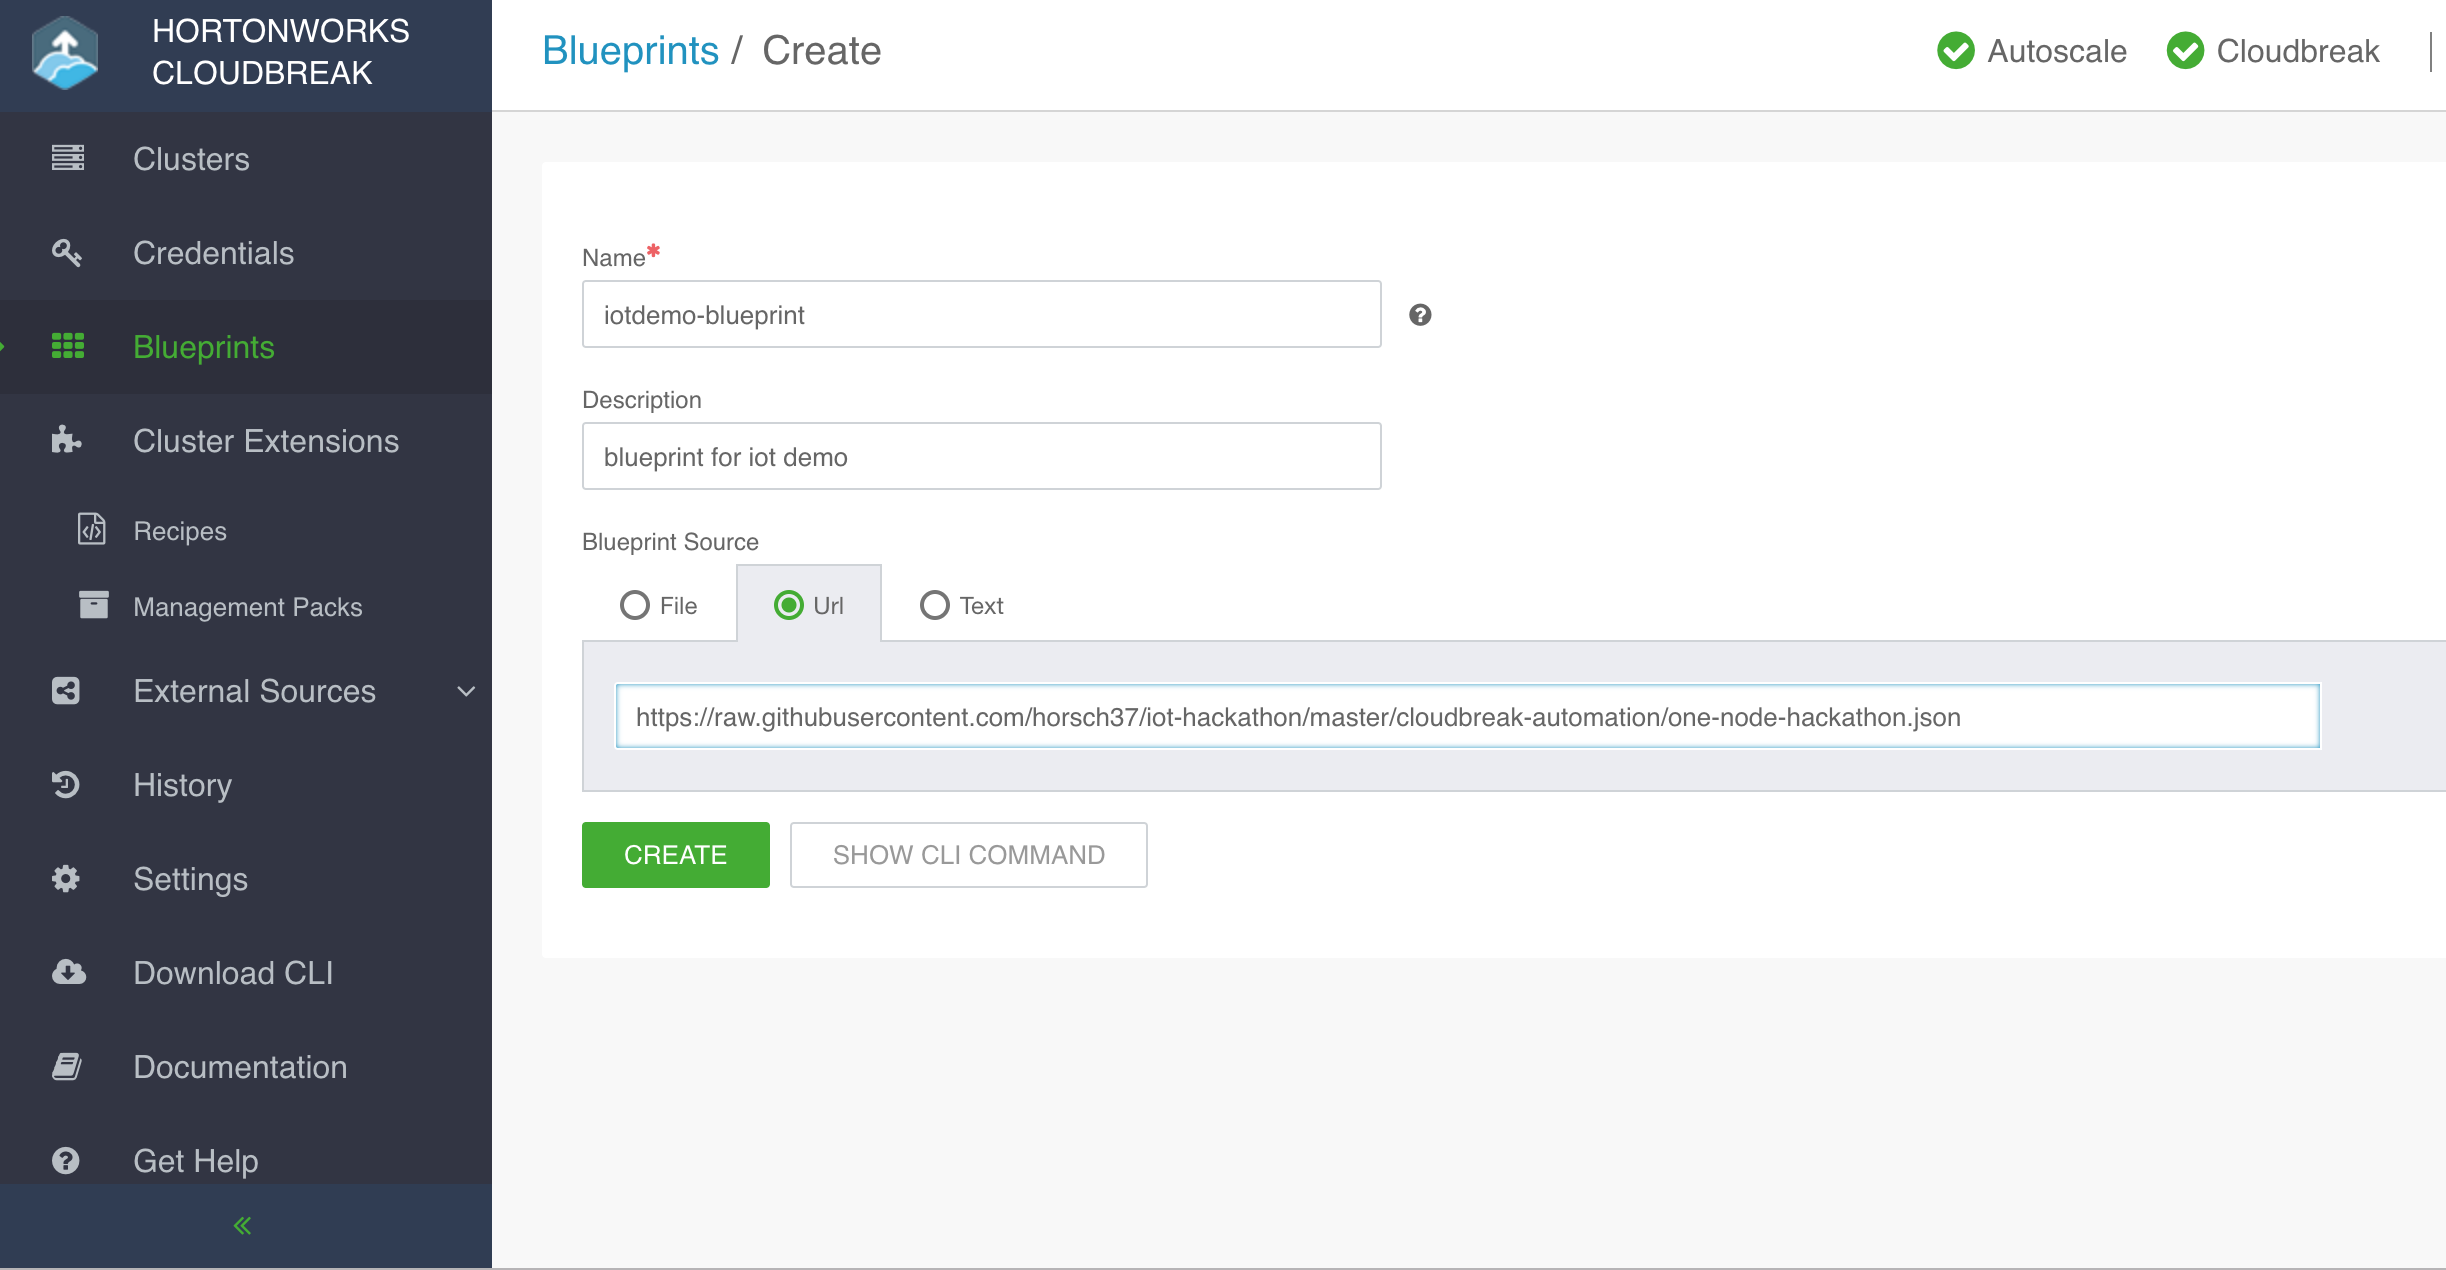 HORTONWORKS
CLOUDBREAK
Clusters
Credentials
Blueprints
Cluster Extensions
Recipes
Management Packs
External Sources
History
Settings
Download CLI
Documentation
Get Help
Blueprints / Create
Autoscale
Cloudbreak
Name*
iotdemo-blueprint
Description
blueprint for iot demo
Blueprint Source
File
Url
Text
https://raw.githubusercontent.com/horsch37/iot-hackathon/master/cloudbreak-automation/one-node-hackathon.json
CREATE
SHOW CLI COMMAND